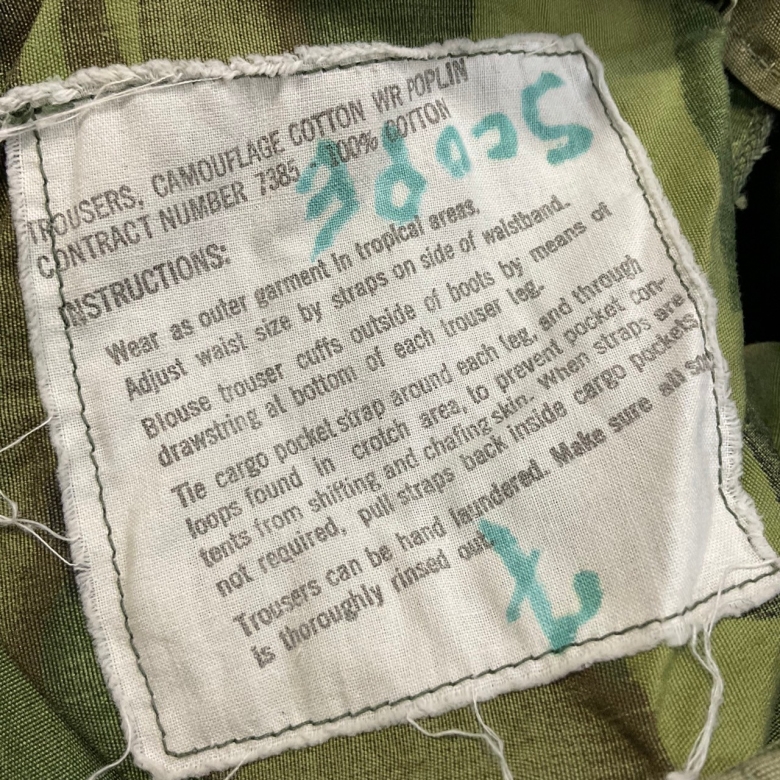 TROUSERS, CAMOUFLAGE COTTON WR POPLIN
CONTRACT NUMBER 7385 100% COTTON
INSTRUCTIONS:
Wear as outer garment in tropical areas.
Adjust waist size by straps on side of waistband.
Blouse trouser cuffs outside of boots by means of
drawstring at bottom of each trouser leg.
Tie cargo pocket strap around each leg, and through
loops found in crotch area, to prevent pocket con-
tents from shifting and chafing skin. When straps are
not required, pull straps back inside cargo pockets.
Trousers can be hand laundered. Make sure all
is thoroughly rinsed out.